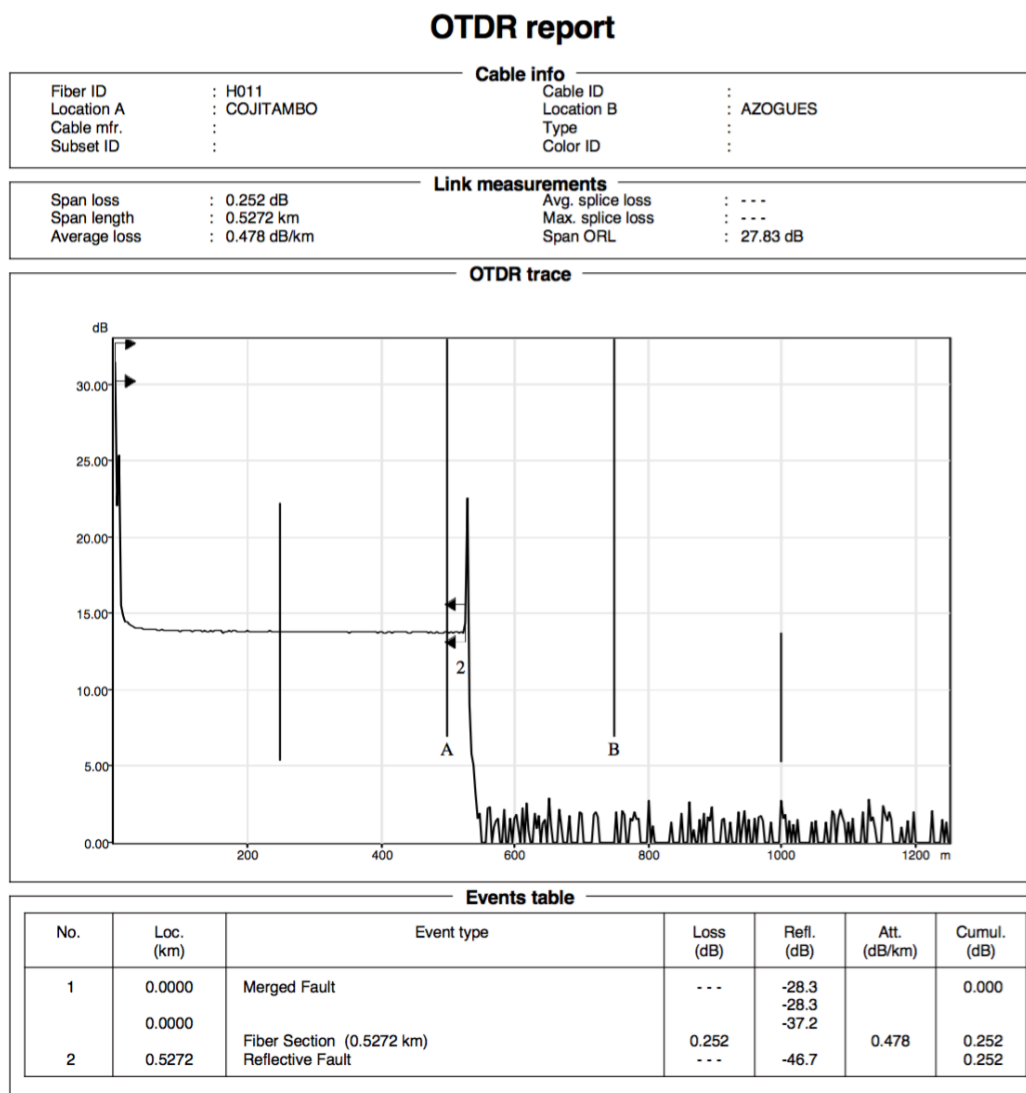 OTDR report
Cable info
Fiber ID : H011 Cable ID :
Location A : COJITAMBO Location B : AZOGUES
Cable mfr. : Type :
Subset ID : Color ID :
Link measurements
Span loss : 0.252 dB Avg. splice loss : - - -
Span length : 0.5272 km Max. splice loss : - - -
Average loss : 0.478 dB/km Span ORL : 27.83 dB
OTDR trace
dB
30.00
25.00
20.00
15.00
2
10.00
A B
5.00
0.00
200 400 600 800 1000 1200 m
Events table
No. Loc. Event type Loss Refl. Att. Cumul.
(km) (dB) (dB) (dB/km) (dB)
1 0.0000 Merged Fault - - - -28.3 0.000
-28.3
0.0000 -37.2
Fiber Section (0.5272 km) 0.252 0.478 0.252
2 0.5272 Reflective Fault - - - -46.7 0.252